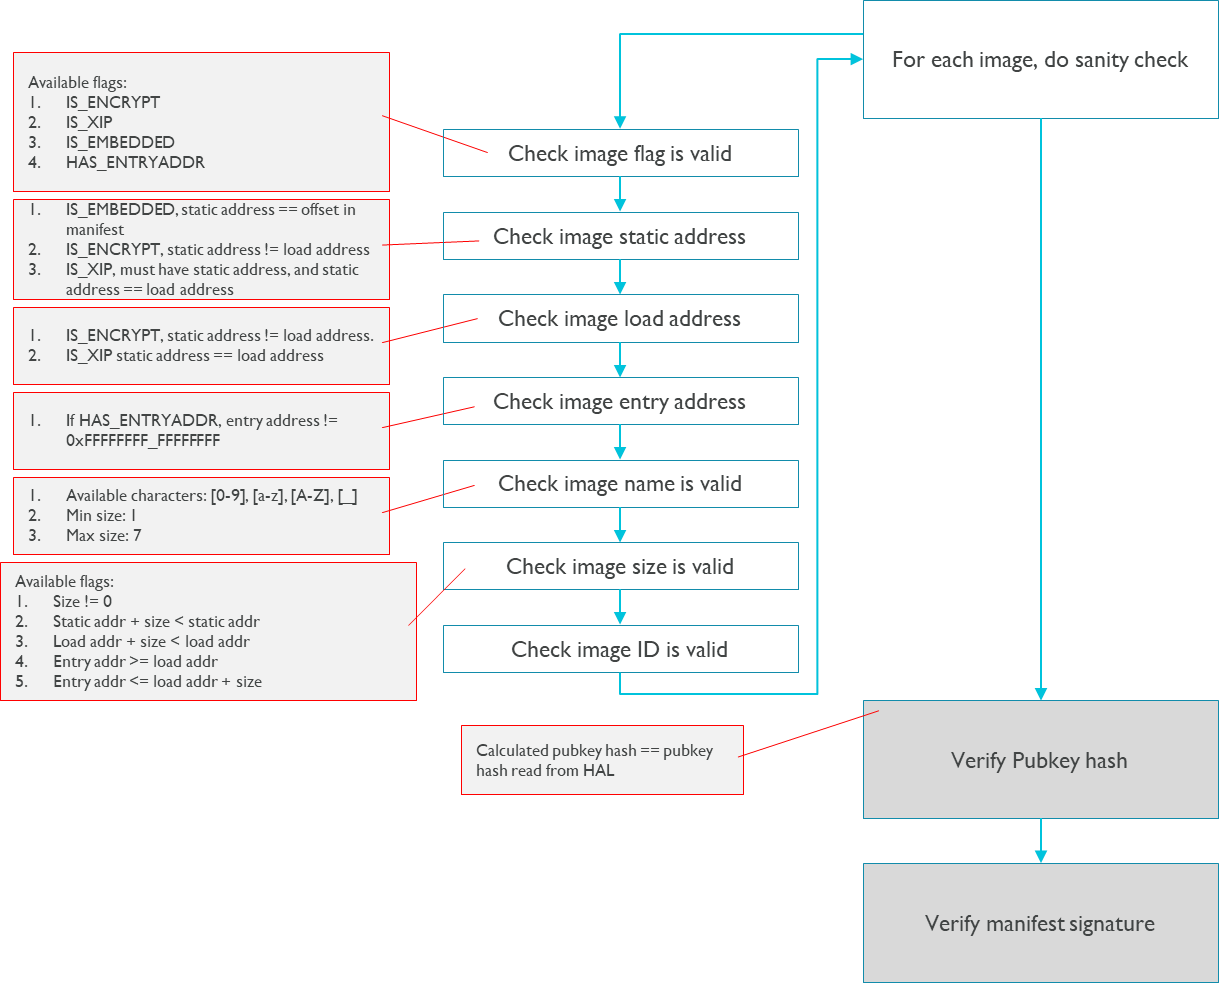 For each image, do sanity check
Available flags:
1. IS_ENCRYPT
2. IS_XIP
3. IS_EMBEDDED
4. HAS_ENTRYADDR
Check image flag is valid
1. IS_EMBEDDED, static address == offset in
manifest
2. IS_ENCRYPT, static address != load address
3. IS_XIP, must have static address, and static
address == load address
Check image static address
1. IS_ENCRYPT, static address != load address.
2. IS_XIP static address == load address
Check image load address
1. If HAS_ENTRYADDR, entry address !=
0xFFFFFFFF_FFFFFFFF
Check image entry address
1. Available characters: [0-9], [a-z], [A-Z], [_]
2. Min size: 1
3. Max size: 7
Check image name is valid
Available flags:
1. Size != 0
2. Static addr + size < static addr
3. Load addr + size < load addr
4. Entry addr >= load addr
5. Entry addr <= load addr + size
Check image size is valid
Check image ID is valid
Calculated pubkey hash == pubkey
hash read from HAL
Verify Pubkey hash
Verify manifest signature